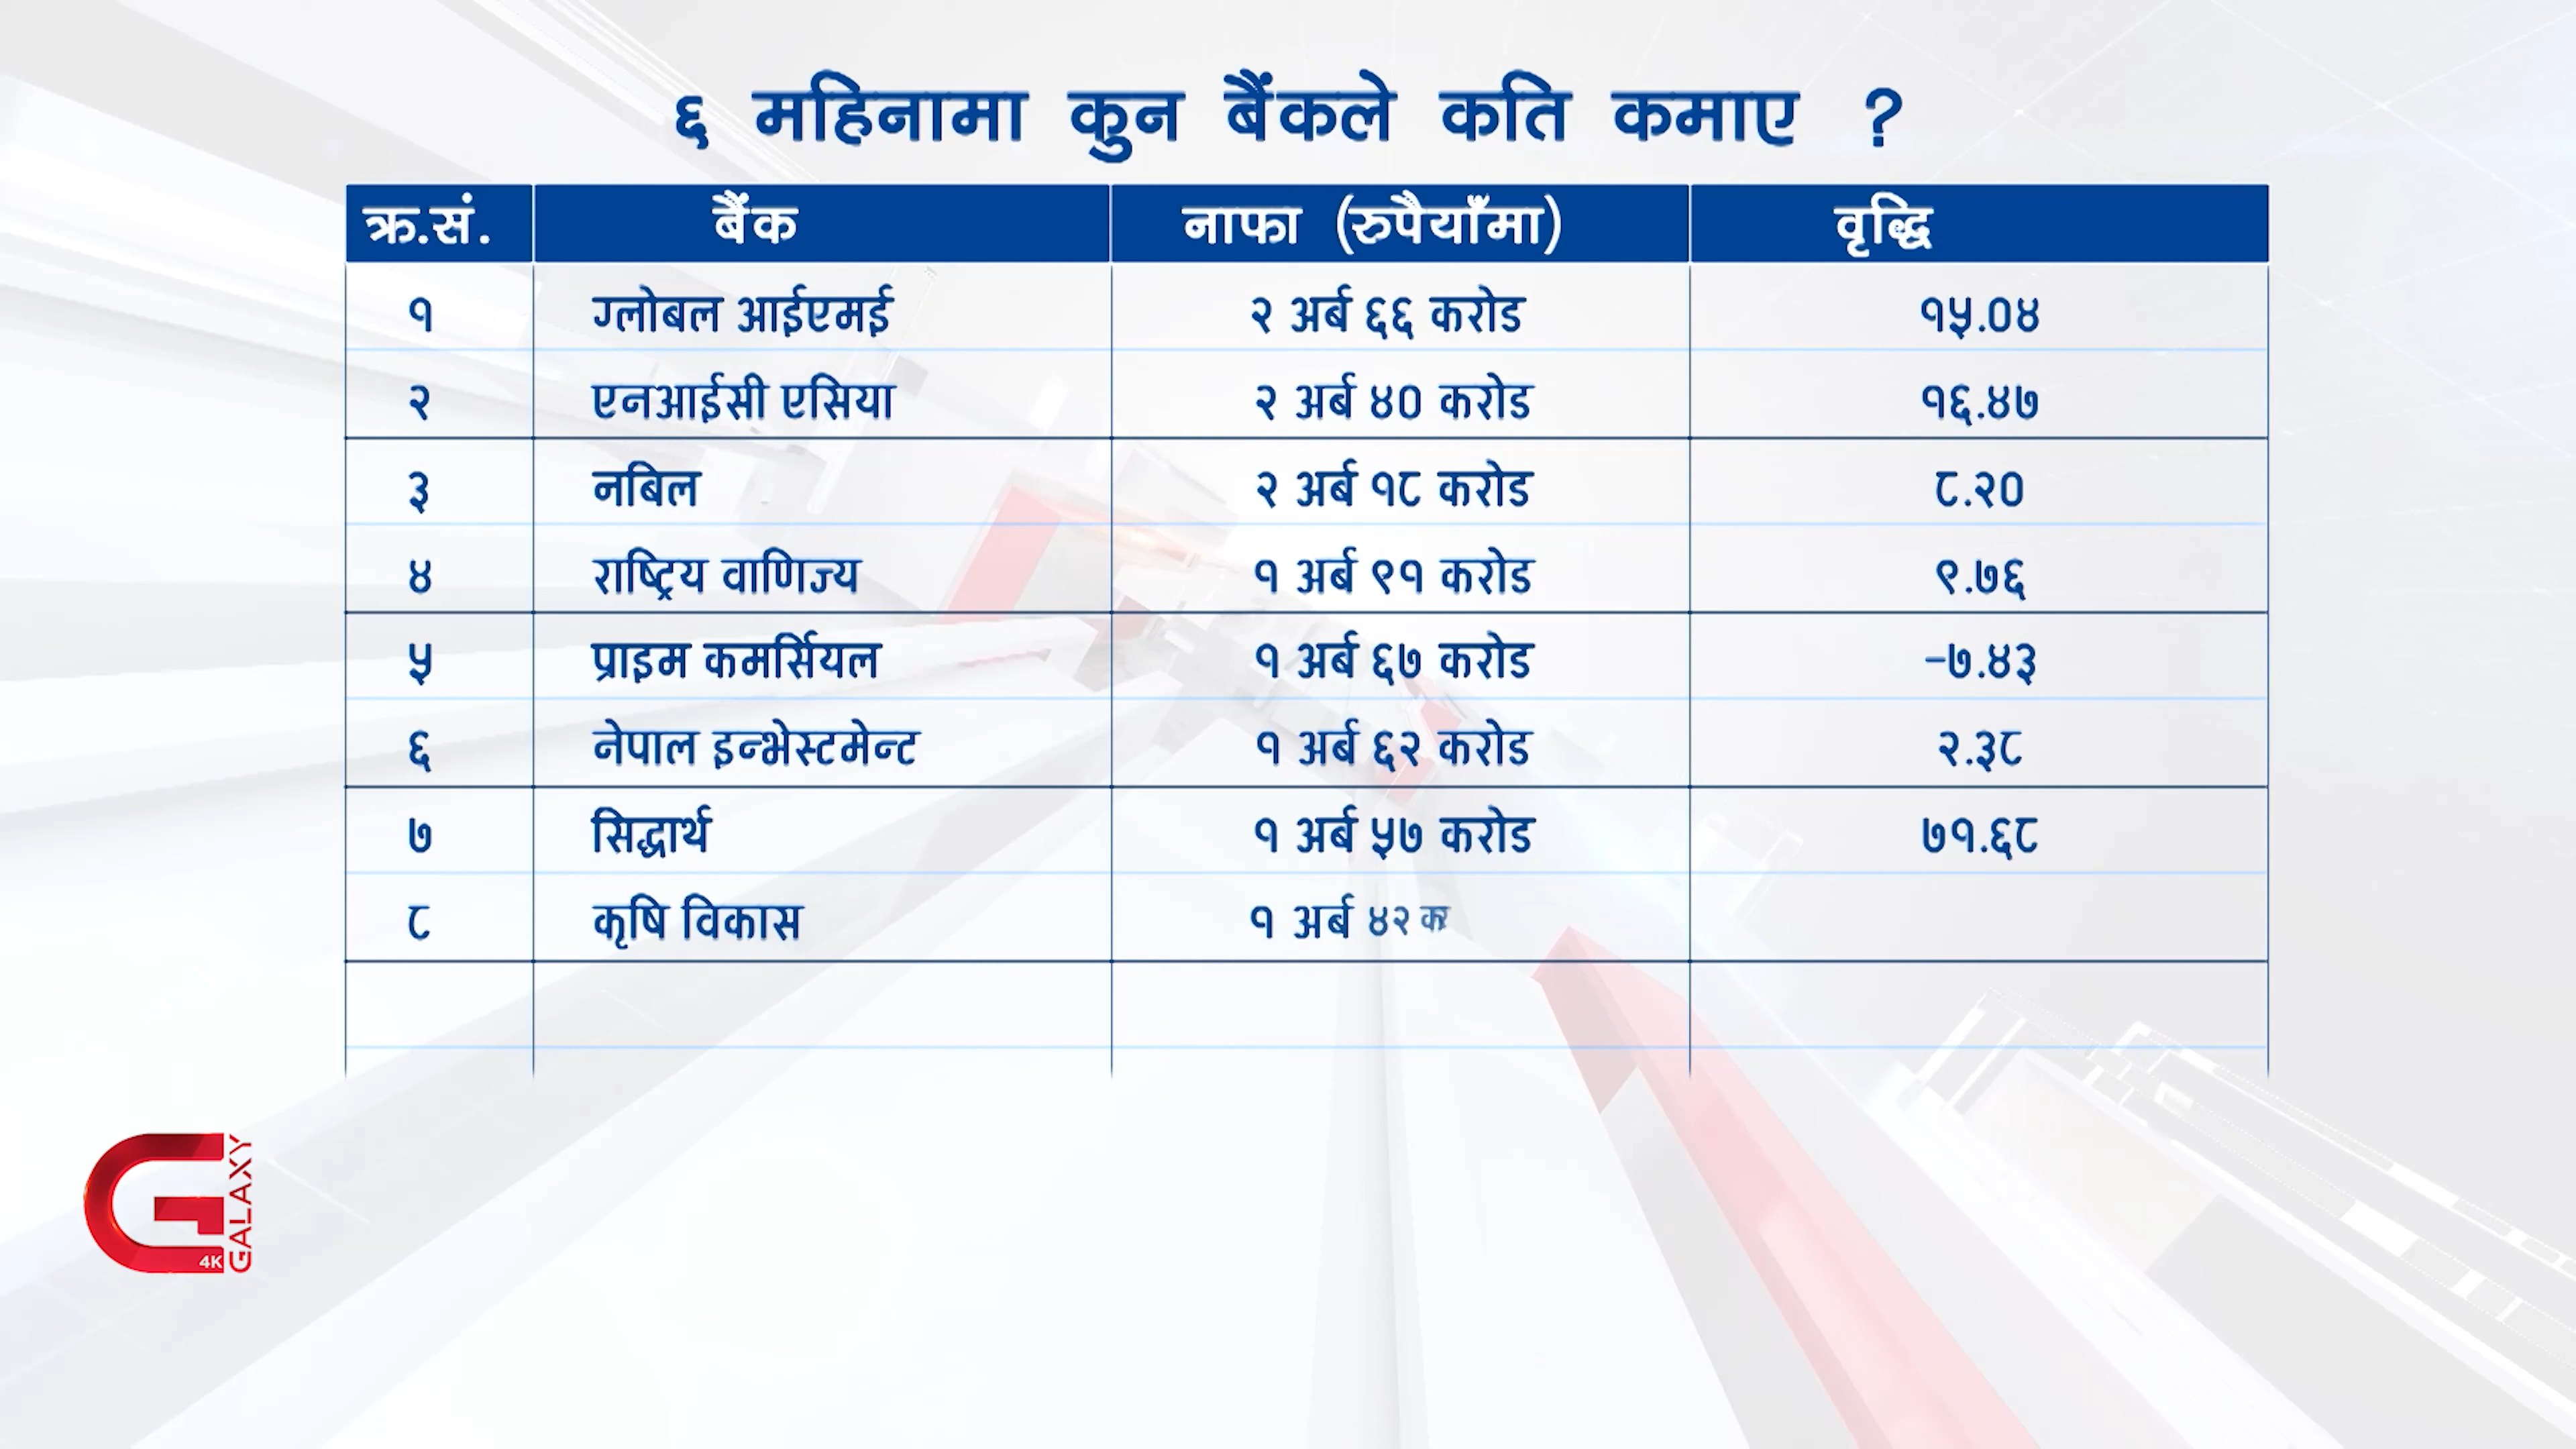 ६ महिनामा कुन बैंकले कति कमाए ?
क्र.सं. बैंक नाफा (रुपैयाँमा) वृद्धि
१ ग्लोबल आईएमई २ अर्ब ६६ करोड १५.०४
२ एनआईसी एसिया २ अर्ब ४० करोड १६.४७
३ नबिल २ अर्ब १८ करोड ८.२०
४ राष्ट्रिय वाणिज्य १ अर्ब ९१ करोड ९.७६
५ प्राइम कमर्सियल १ अर्ब ६७ करोड -७.४३
६ नेपाल इन्भेस्टमेन्ट १ अर्ब ६२ करोड २.३८
७ सिद्धार्थ १ अर्ब ५७ करोड ७१.६८
८ कृषि विकास १ अर्ब ४२
4K GALAXY